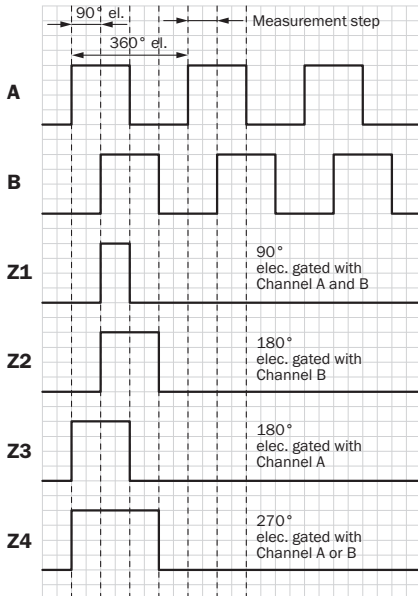 90° el.
Measurement step
360° el.
A
B
Z1
90°
elec. gated with
Channel A and B
Z2
180°
elec. gated with
Channel B
Z3
180°
elec. gated with
Channel A
Z4
270°
elec. gated with
Channel A or B